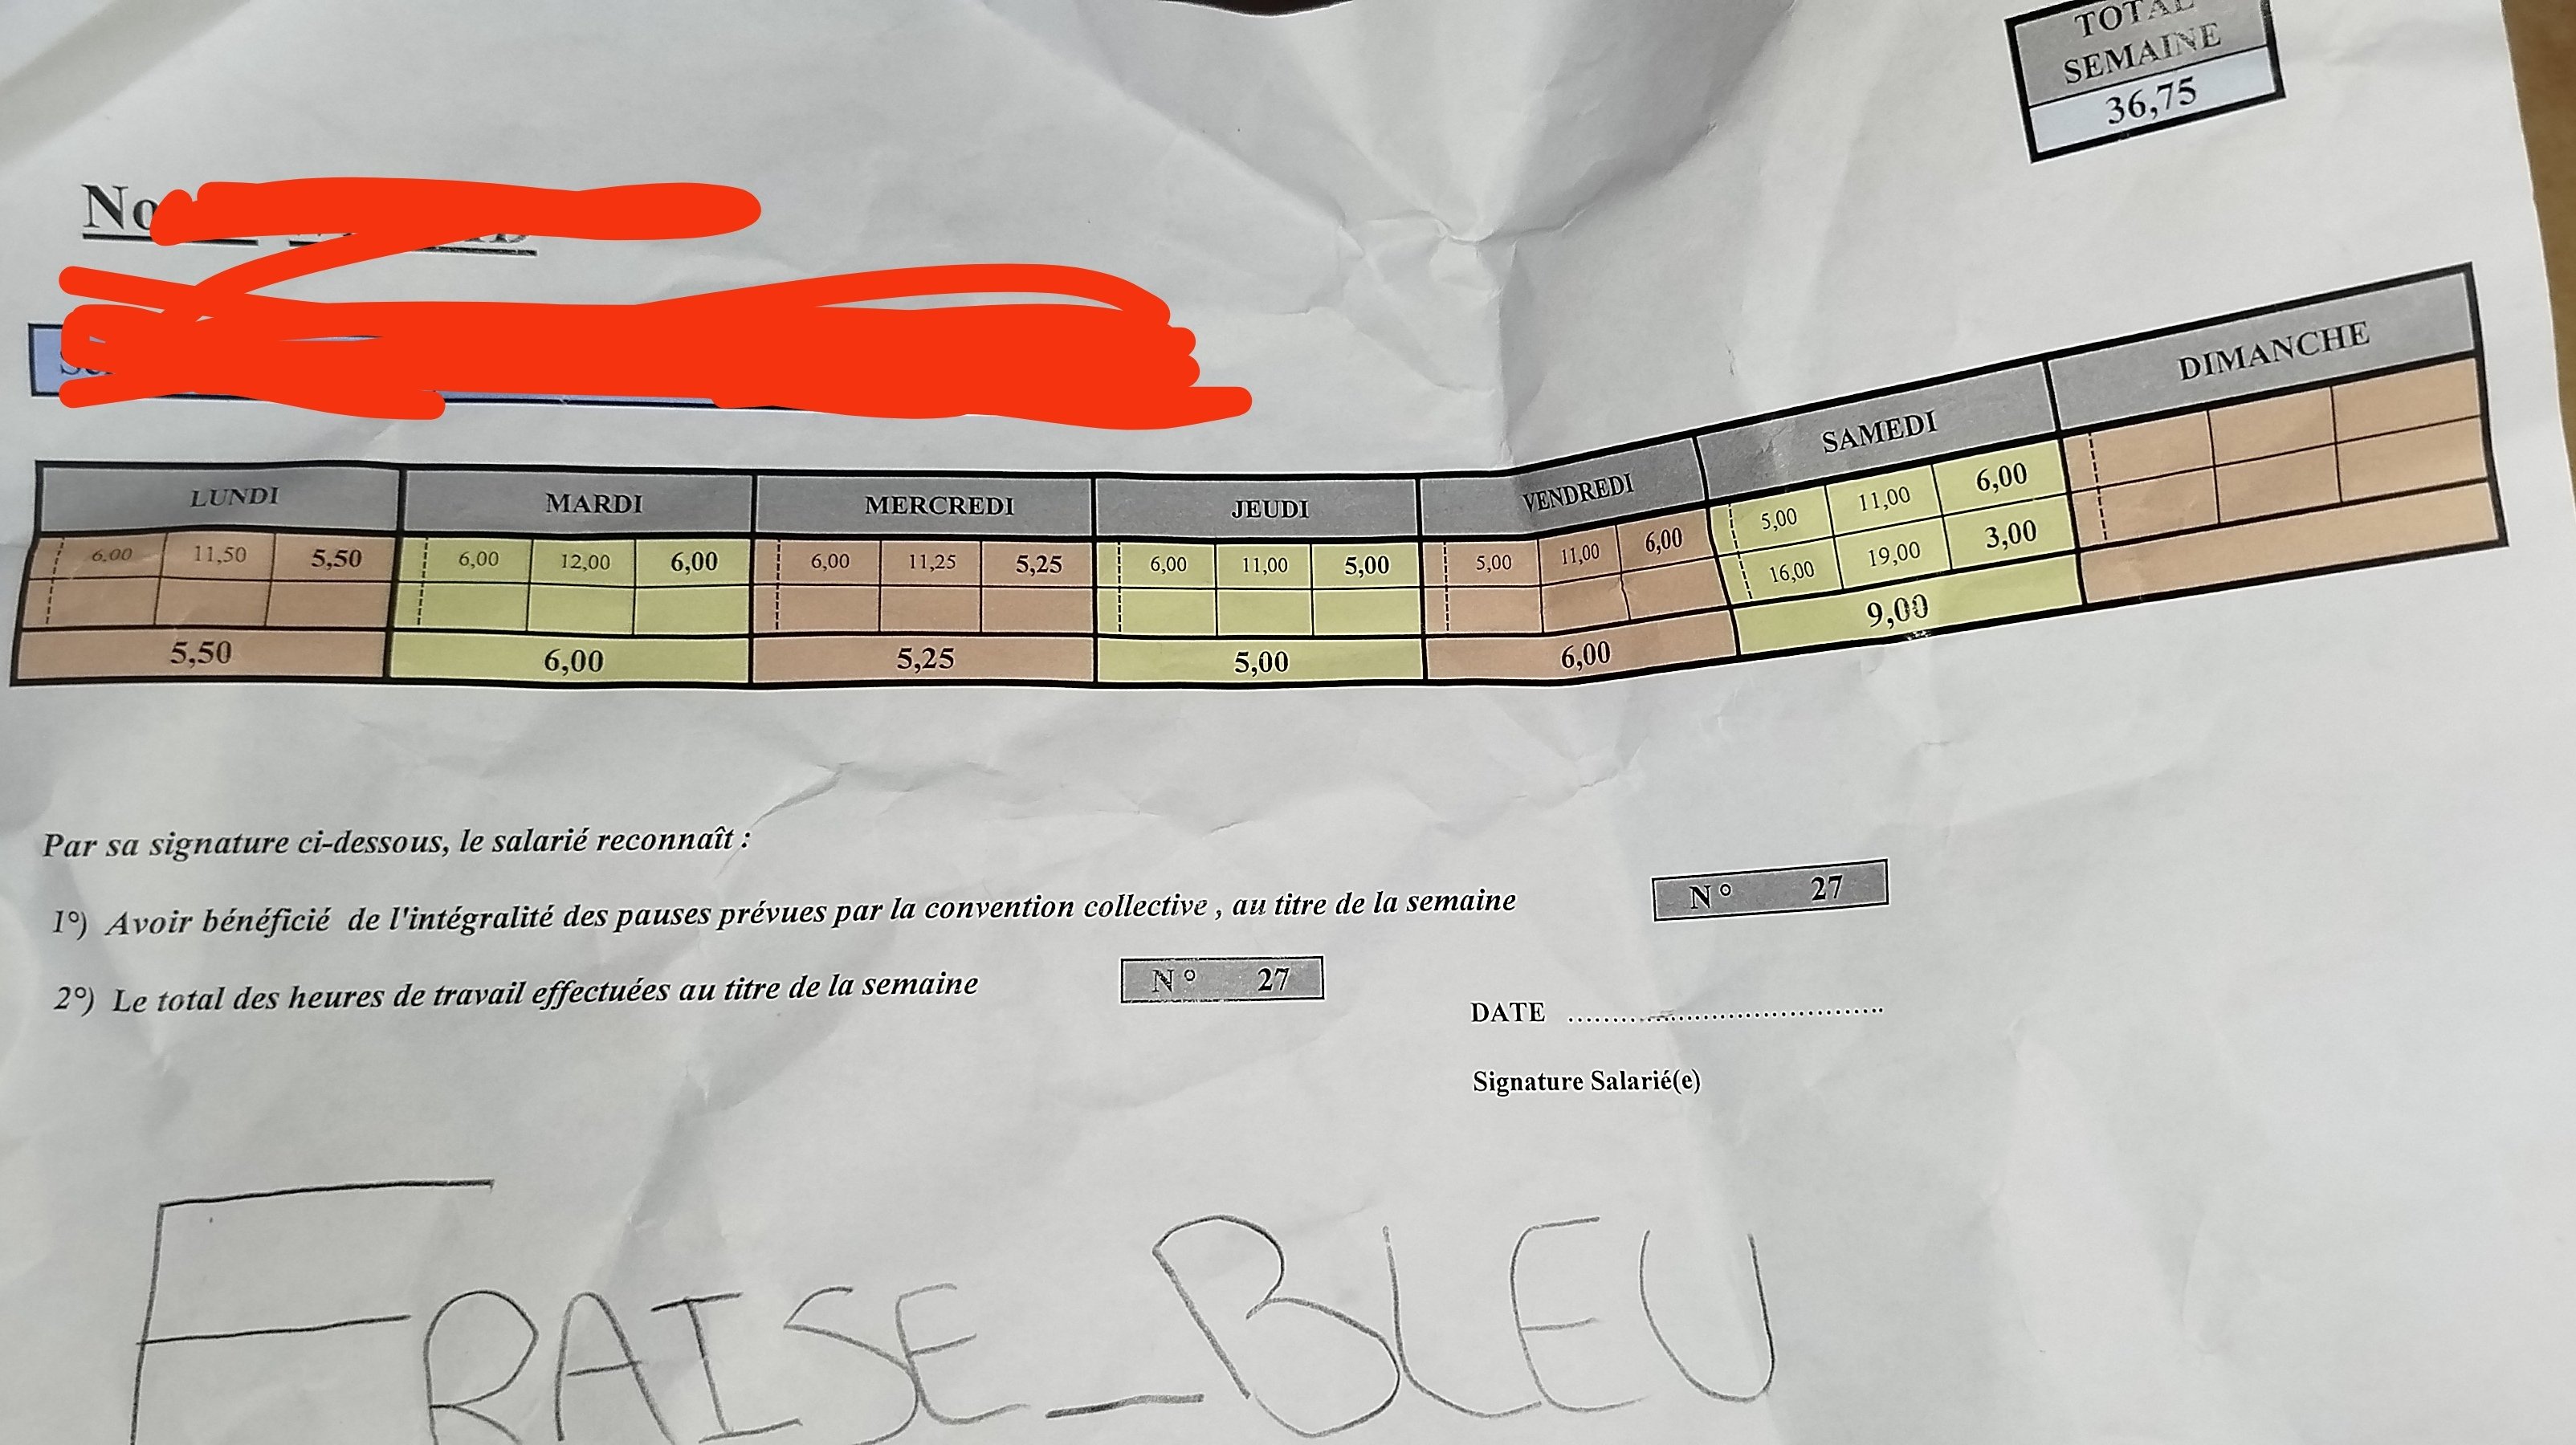 TOTAL
SEMAINE
36,75
LUNDI MARDI MERCREDI JEUDI VENDREDI SAMEDI DIMANCHE
6,00 11,50 5,50 6,00 12,00 6,00 6,00 11,25 5,25 6,00 11,00 5,00 5,00 11,00 6,00 5,00 11,00 6,00
16,00 19,00 3,00
5,50 6,00 5,25 5,00 6,00 9,00
Par sa signature ci-dessous, le salarié reconnaît :
1°) Avoir bénéficié de l'intégralité des pauses prévues par la convention collective , au titre de la semaine N° 27
2°) Le total des heures de travail effectuées au titre de la semaine N° 27
DATE ....................................
Signature Salarié(e)
FRAISE_BLEU